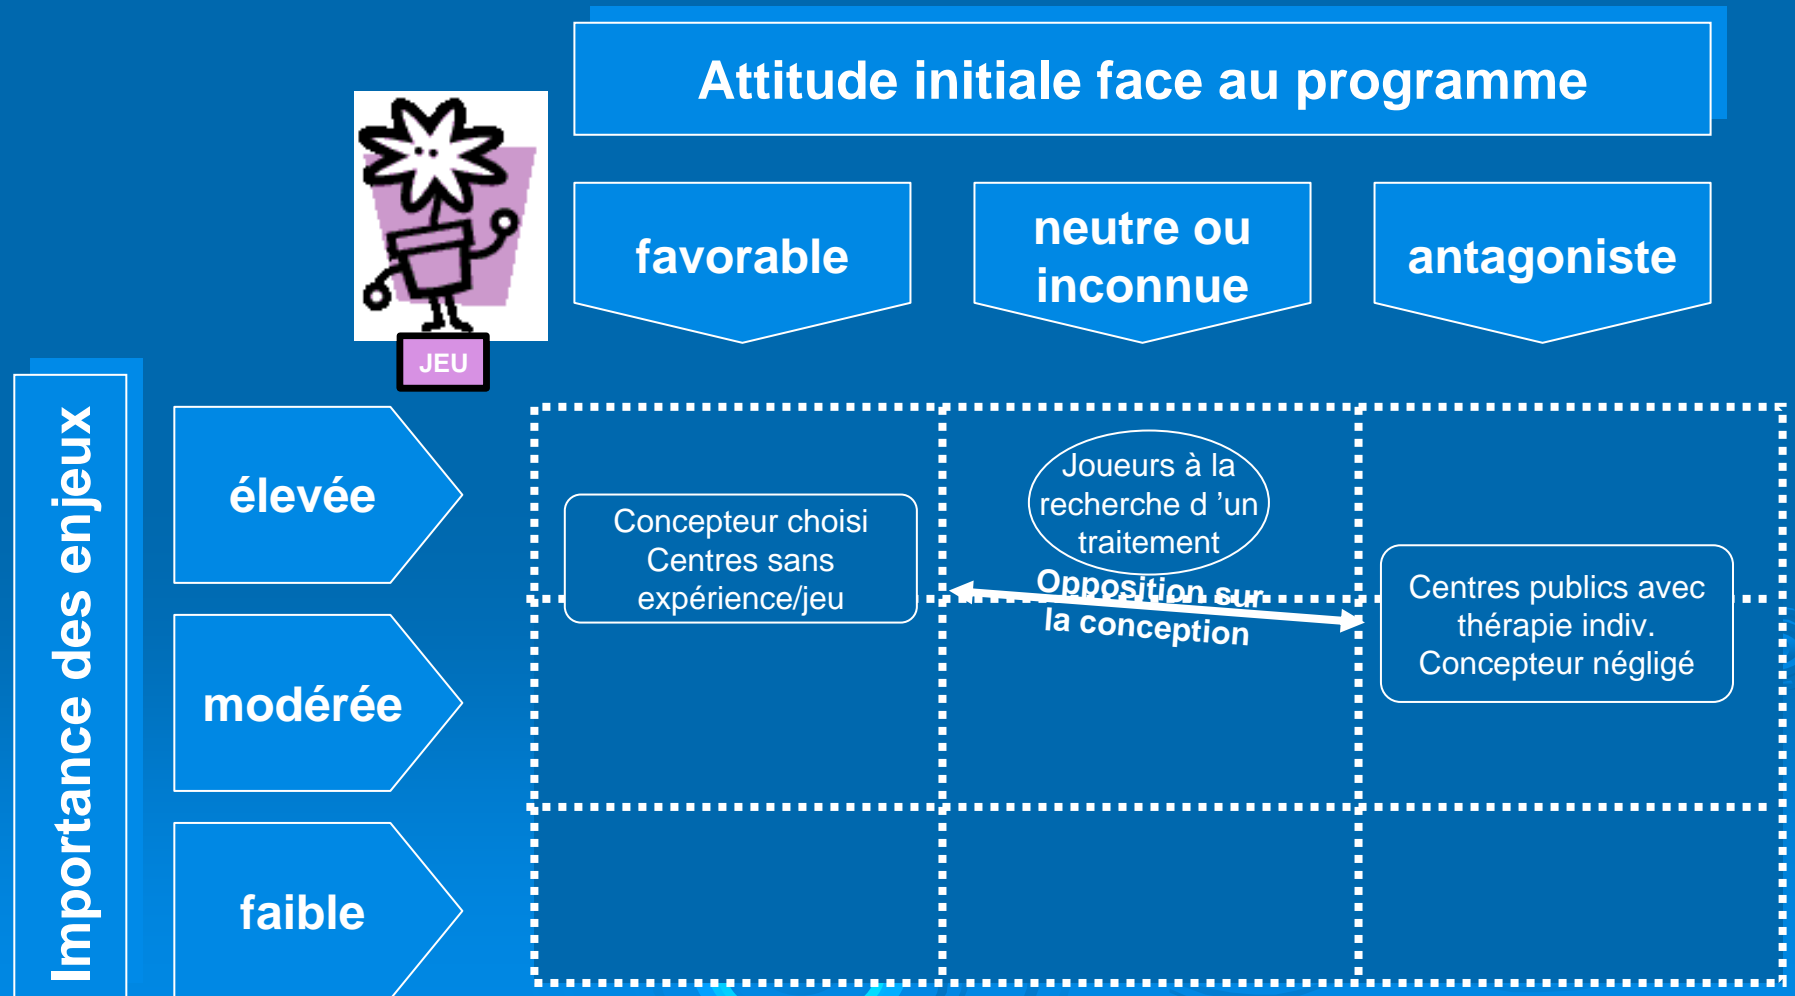 Attitude initiale face au programme
favorable
neutre ou
inconnue
antagoniste
JEU
Importance des enjeux
élevée
modérée
faible
Concepteur choisi
Centres sans
expérience/jeu
Joueurs à la
recherche d ’un
traitement
Opposition sur
la conception
Centres publics avec
thérapie indiv.
Concepteur négligé